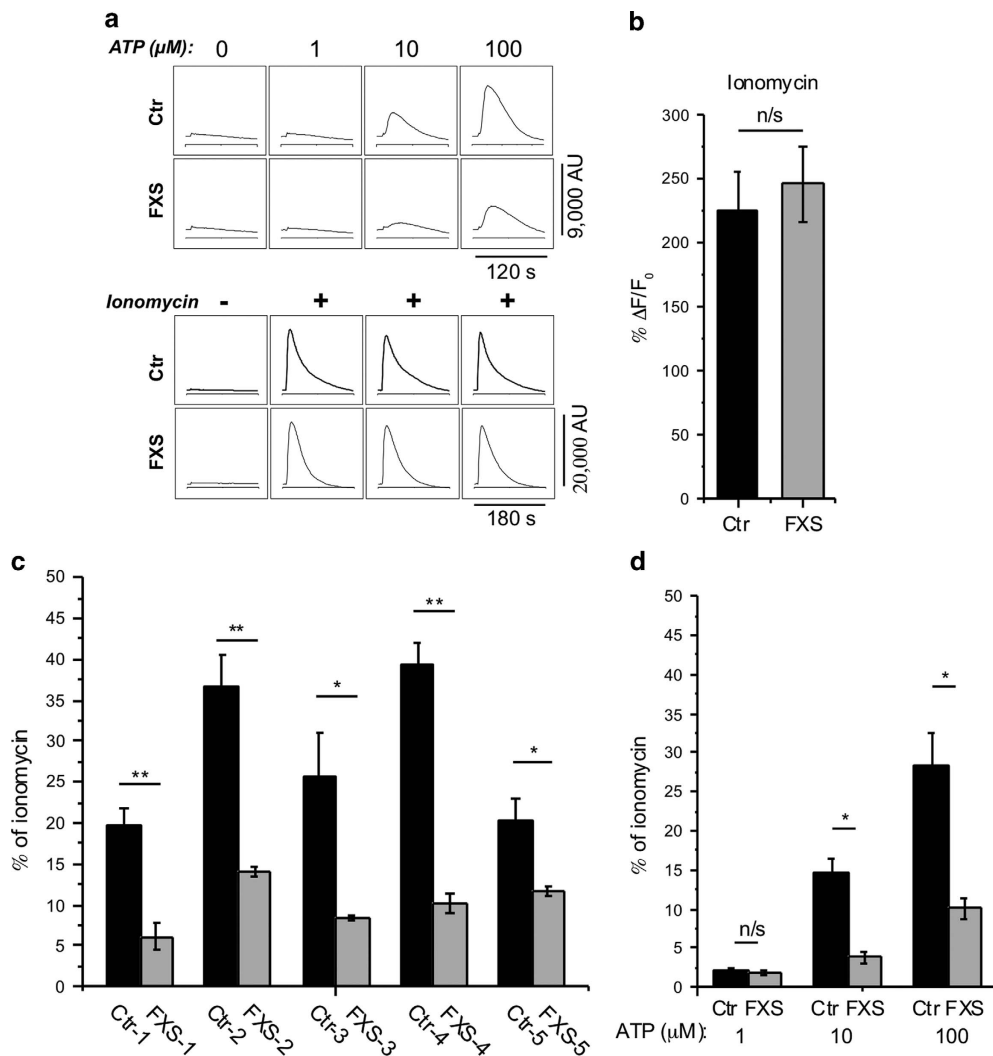 a
ATP (µM): 0 1 10 100
Ctr
FXS
9,000 AU
120 s
Ionomycin - + + +
Ctr
FXS
20,000 AU
180 s
b
Ionomycin
n/s
300
250
200
150
100
50
0
% ΔF/F0
Ctr FXS
c
50
45
40
35
30
25
20
15
10
5
0
% of ionomycin
** ** * ** *
Ctr-1 FXS-1 Ctr-2 FXS-2 Ctr-3 FXS-3 Ctr-4 FXS-4 Ctr-5 FXS-5
d
50
45
40
35
30
25
20
15
10
5
0
% of ionomycin
n/s * *
Ctr FXS Ctr FXS Ctr FXS
ATP (µM): 1 10 100